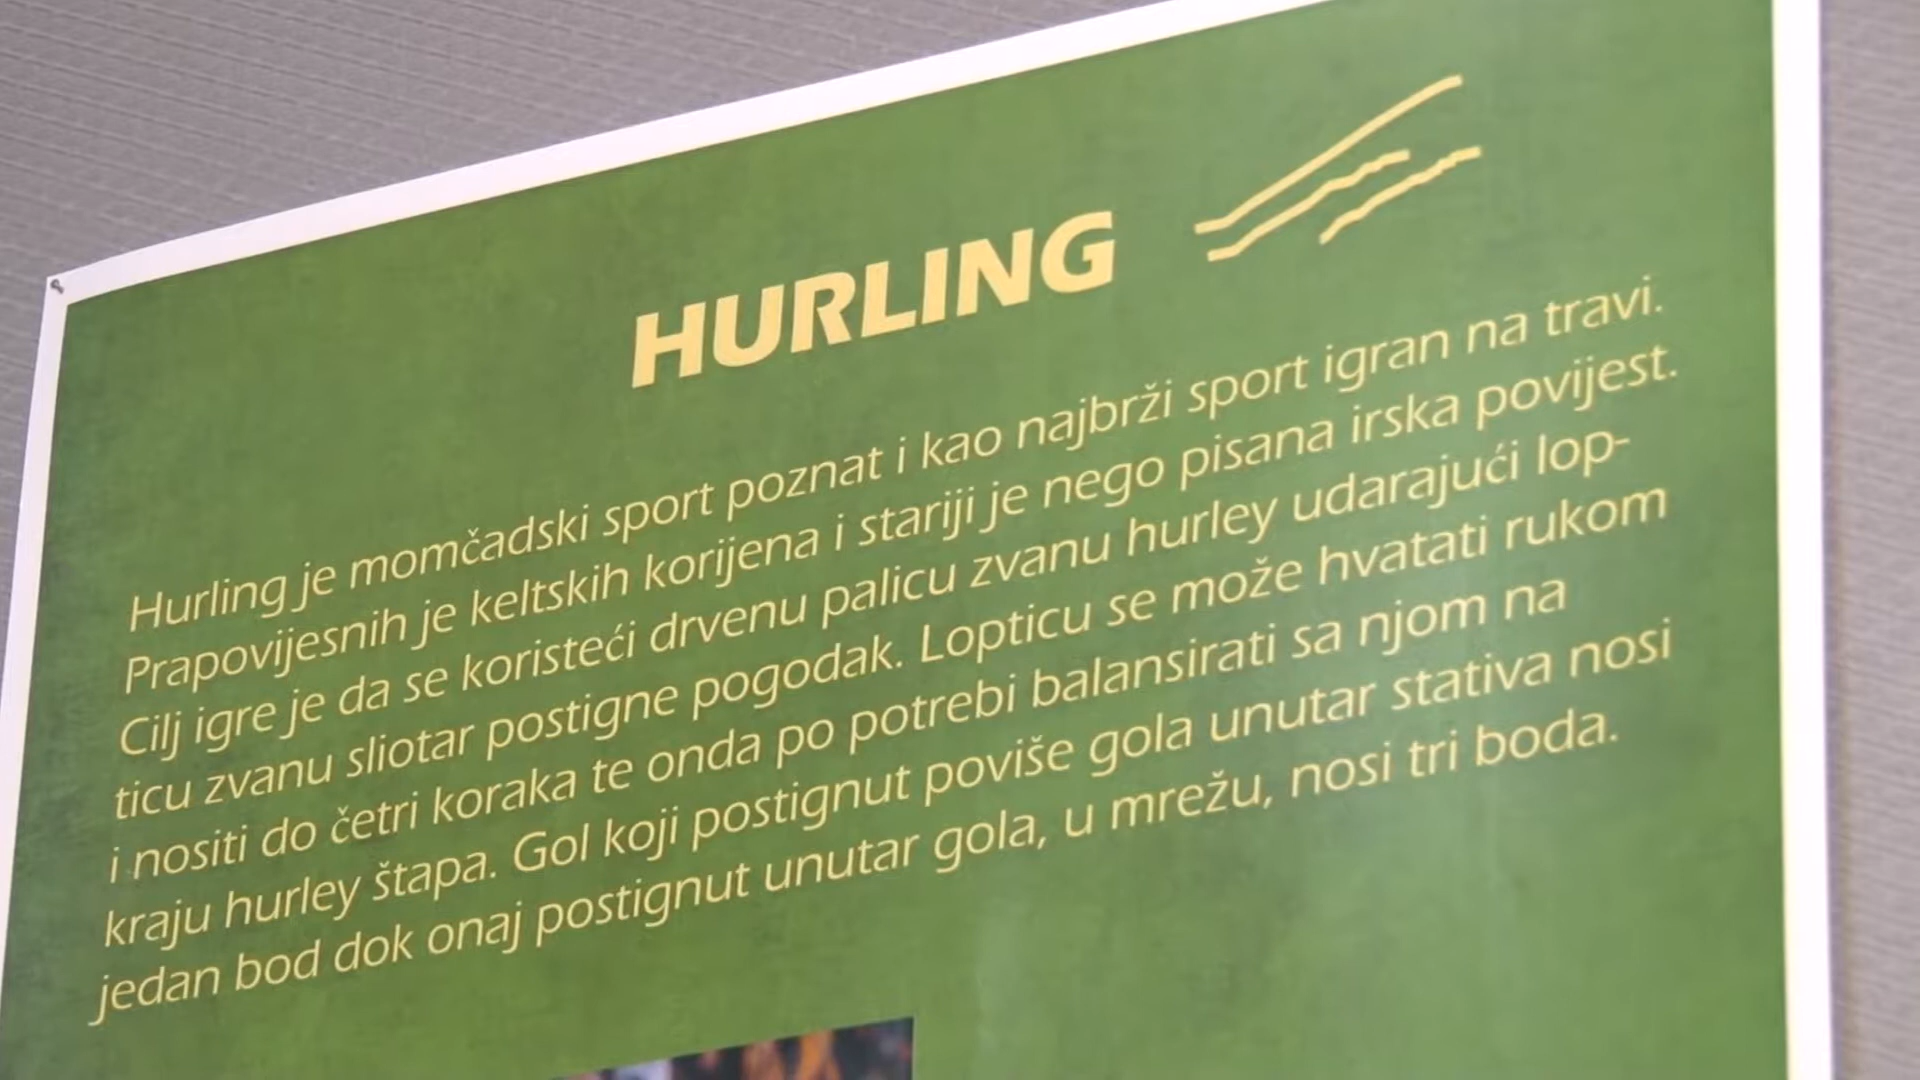 HURLING
Hurling je momčadski sport poznat i kao najbrži sport igran na travi.
Prapovijesnih je keltskih korijena i stariji je nego pisana irska povijest.
Cilj igre je da se koristeći drvenu palicu zvanu hurley udarajući lop-
ticu zvanu sliotar postigne pogodak. Lopticu se može hvatati rukom
i nositi do četri koraka te onda po potrebi balansirati sa njom na
kraju hurley štapa. Gol koji postignut poviše gola unutar stativa nosi
jedan bod dok onaj postignut unutar gola, u mrežu, nosi tri boda.